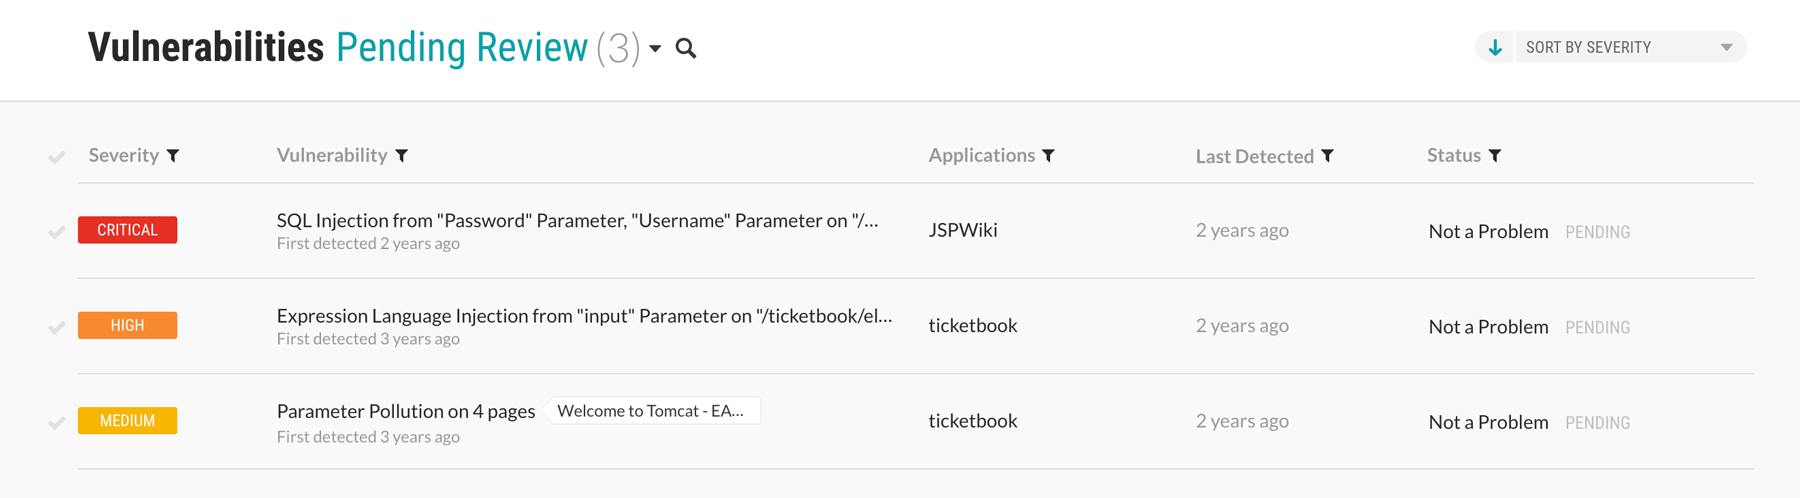 Vulnerabilities Pending Review (3)
SORT BY SEVERITY
Severity Vulnerability Applications Last Detected Status
CRITICAL SQL Injection from "Password" Parameter, "Username" Parameter on "/... JSPWiki 2 years ago Not a Problem PENDING
First detected 2 years ago
HIGH Expression Language Injection from "input" Parameter on "/ticketbook/el... ticketbook 2 years ago Not a Problem PENDING
First detected 3 years ago
MEDIUM Parameter Pollution on 4 pages Welcome to Tomcat - EA... ticketbook 2 years ago Not a Problem PENDING
First detected 3 years ago